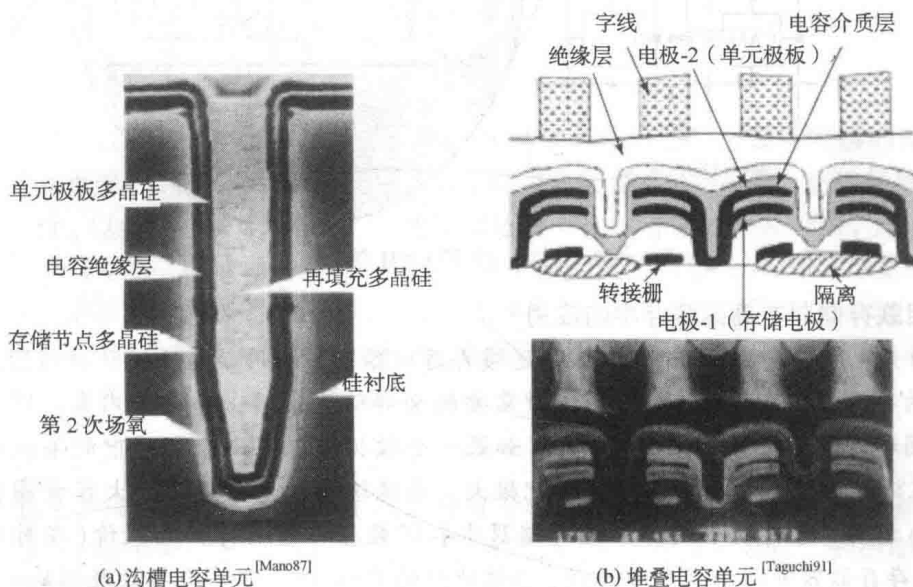 单元极板多晶硅
电容绝缘层
再填充多晶硅
存储节点多晶硅
硅衬底
第2次场氧
(a) 沟槽电容单元[Mano87]
字线
电容介质层
绝缘层
电极-2（单元极板）
转接栅
隔离
电极-1（存储电极）
(b) 堆叠电容单元[Taguchi91]